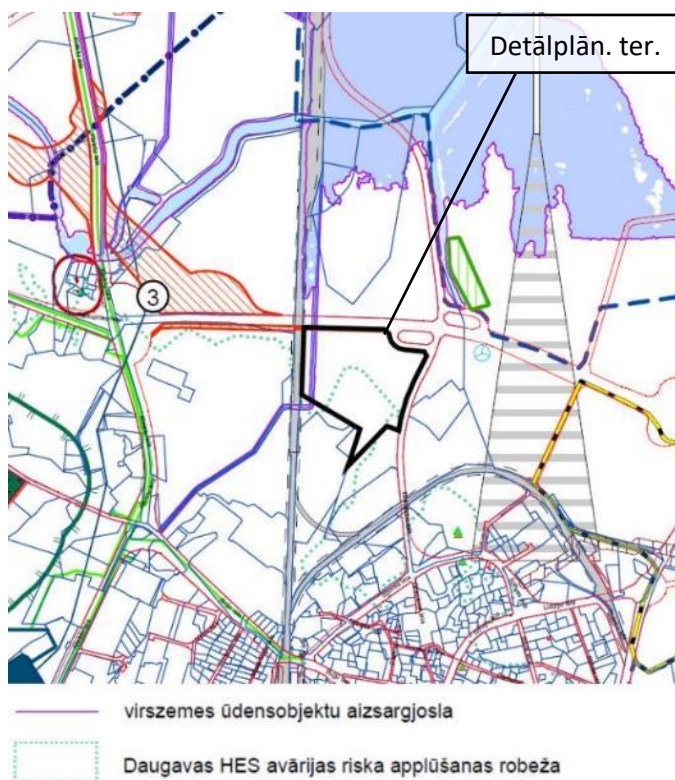 Detālplān. ter.
3
virszemes ūdensobjektu aizsargjosla
Daugavas HES avārijas riska applūšanas robeža